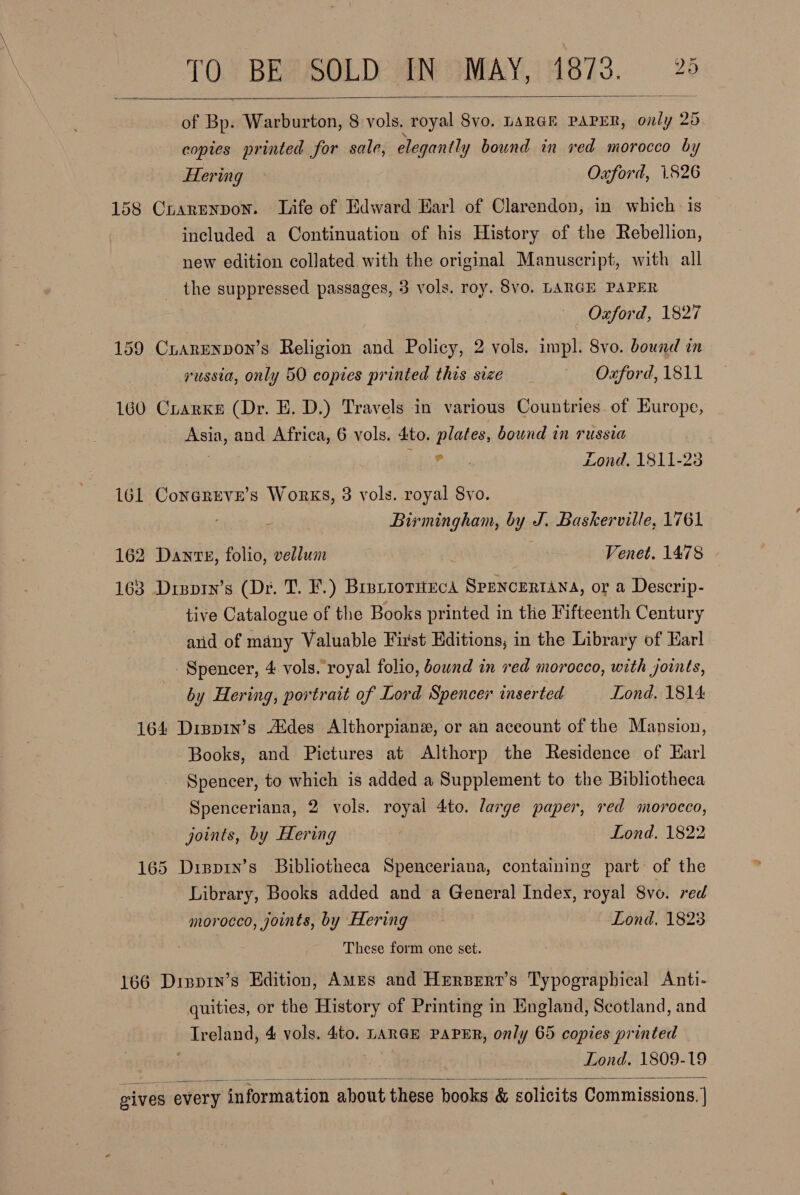 TO BE SOLD IN MAY, 1873. 25
of Bp. Warburton, 8 vols. royal 8vo. LARGE PAPER, only 25
copies printed for sale, elegantly bound in red morocco by
Hering Oxford, 1826
158 CLARENDON. Life of Edward Earl of Clarendon, in which is
included a Continuation of his History of the Rebellion,
new edition collated with the original Manuscript, with all
the suppressed passages, 3 vols. roy. 8vo. LARGE PAPER
Oxford, 1827
159 CLARENDON'S Religion and Policy, 2 vols. impl. 8vo. bound in
russia, only 50 copies printed this size Oxford, 1811
160 CLARKE (Dr. E. D.) Travels in various Countries of Europe,
Asia, and Africa, 6 vols. 4to. plates, bound in russia
Lond. 1811-23
161 CONGREVE'S WORKS, 3 vols. royal 8vo.
Birmingham, by J. Baskerville, 1761
162 DANTE, folio, vellum Venet. 1478
163 DIBDIN'S (Dr. T. F.) BIBLIOTHECA SPENCERIANA, or a Descrip-
tive Catalogue of the Books printed in the Fifteenth Century
and of many Valuable First Editions, in the Library of Earl
Spencer, 4 vols. royal folio, bound in red morocco, with joints,
by Hering, portrait of Lord Spencer inserted Lond. 1814
164 DIBDIN'S Ædes Althorpianæ, or an account of the Mansion,
Books, and Pictures at Althorp the Residence of Earl
Spencer, to which is added a Supplement to the Bibliotheca
Spenceriana, 2 vols. royal 4to. large paper, red morocco,
joints, by Hering Lond. 1822
165 DIBDIN'S Bibliotheca Spenceriana, containing part of the
Library, Books added and a General Index, royal 8vo. red
morocco, joints, by Hering Lond. 1823
These form one set.
166 DIBDIN'S Edition, AMES and HERBERT'S Typographical Anti-
quities, or the History of Printing in England, Scotland, and
Ireland, 4 vols. 4to. LARGE PAPER, only 65 copies printed
Lond. 1809-19
gives every information about these books & solicits Commissions.]